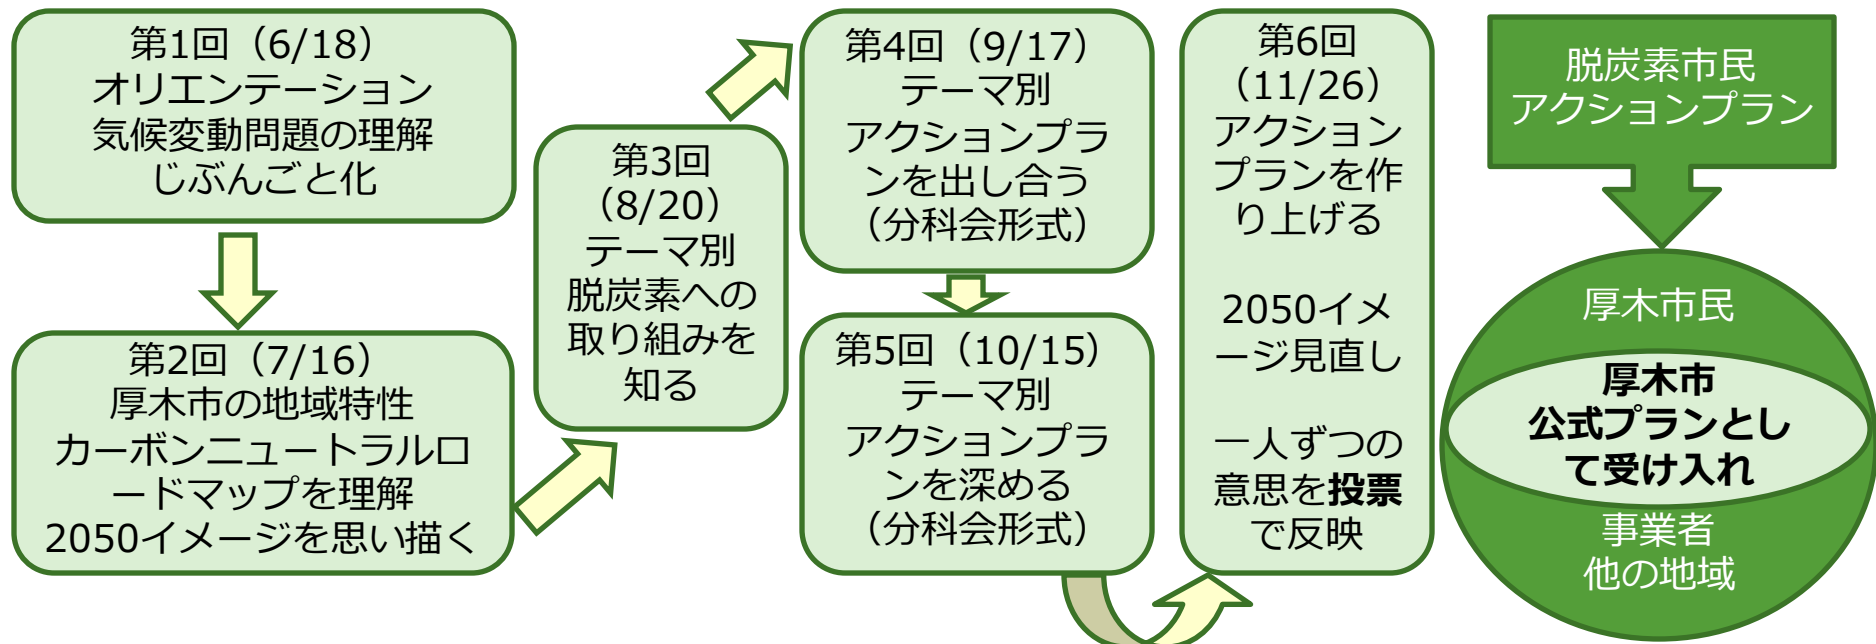 第1回（6/18）
オリエンテーション
気候変動問題の理解
じぶんごと化
第2回（7/16）
厚木市の地域特性
カーボンニュートラルロ
ードマップを理解
2050イメージを思い描く
第3回
（8/20）
テーマ別
脱炭素への
取り組みを
知る
第4回（9/17）
テーマ別
アクションプラ
ンを出し合う
（分科会形式）
第5回（10/15）
テーマ別
アクションプラ
ンを深める
（分科会形式）
第6回
（11/26）
アクション
プランを作
り上げる
2050イメ
ージ見直し
一人ずつの
意思を投票
で反映
脱炭素市民
アクションプラン
厚木市民
厚木市
公式プランとし
て受け入れ
事業者
他の地域